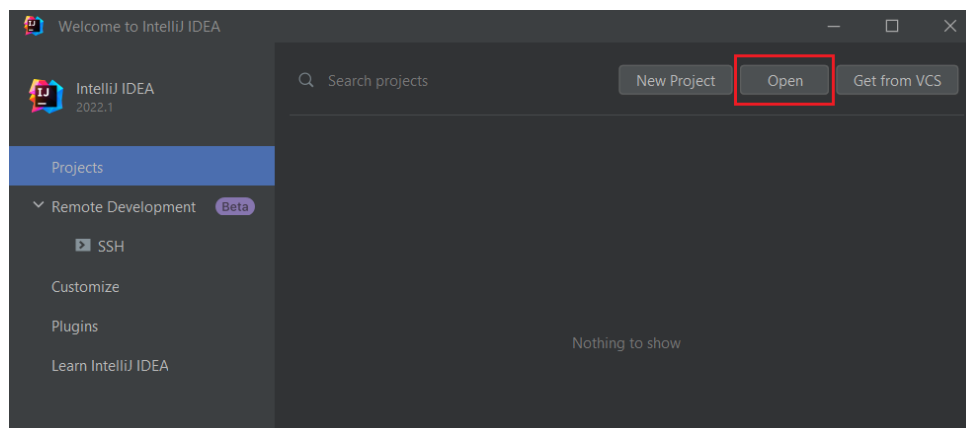 Welcome to IntelliJ IDEA
IntelliJ IDEA
2022.1
Search projects
New Project
Open
Get from VCS
Projects
Remote Development Beta
SSH
Customize
Plugins
Learn IntelliJ IDEA
Nothing to show